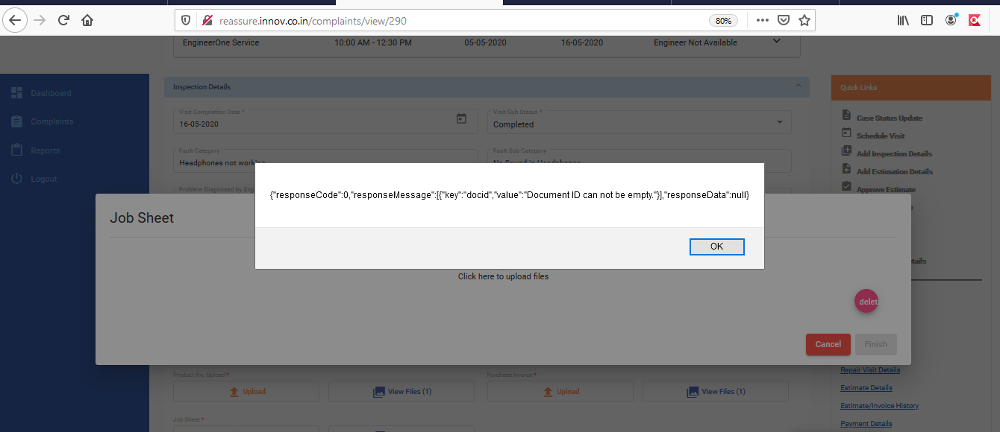 reassure.innov.co.in/complaints/view/290
80%
EngineerOne Service 10:00 AM - 12:30 PM 05-05-2020 16-05-2020 Engineer Not Available
Dashboard
Complaints
Reports
Logout
Inspection Details
Visit Completion Date *
16-05-2020
Visit Sub Status *
Completed
Fault Category
Headphones not working
Fault Sub Category
No Sound in Headphones
Problem Diagnosed by Eng
Quick Links
Case Status Update
Schedule Visit
Add Inspection Details
Add Estimation Details
Approve Estimate
e
etails
Job Sheet
{"responseCode":0,"responseMessage":[{"key":"docid","value":"Document ID can not be empty."}],"responseData":null}
OK
Click here to upload files
delet
Cancel
Finish
Product No. Upload *
Upload
View Files (1)
Purchase Invoice *
Upload
View Files (1)
Job Sheet *
Repair Visit Details
Estimate Details
Estimate/Invoice History
Payment Details